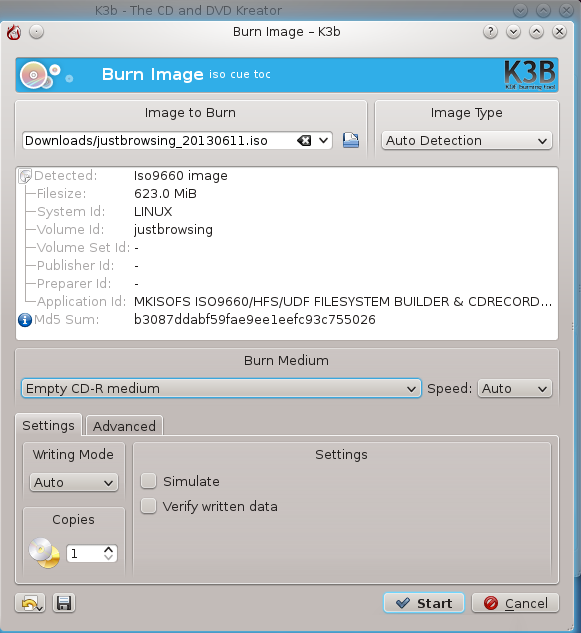 K3b - The CD and DVD Kreator
Burn Image – K3b
Burn Image iso cue toc
K3B
Image to Burn
Image Type
Downloads/justbrowsing_20130611.iso
Auto Detection
Detected: Iso9660 image
Filesize: 623.0 MiB
System Id: LINUX
Volume Id: justbrowsing
Volume Set Id: -
Publisher Id: -
Preparer Id: -
Application Id: MKISOFS ISO9660/HFS/UDF FILESYSTEM BUILDER & CDRECORD...
Md5 Sum: b3087ddabf59fae9ee1eefc93c755026
Burn Medium
Empty CD-R medium
Speed: Auto
Settings Advanced
Writing Mode
Settings
Auto
Simulate
Verify written data
Copies
1
Start Cancel